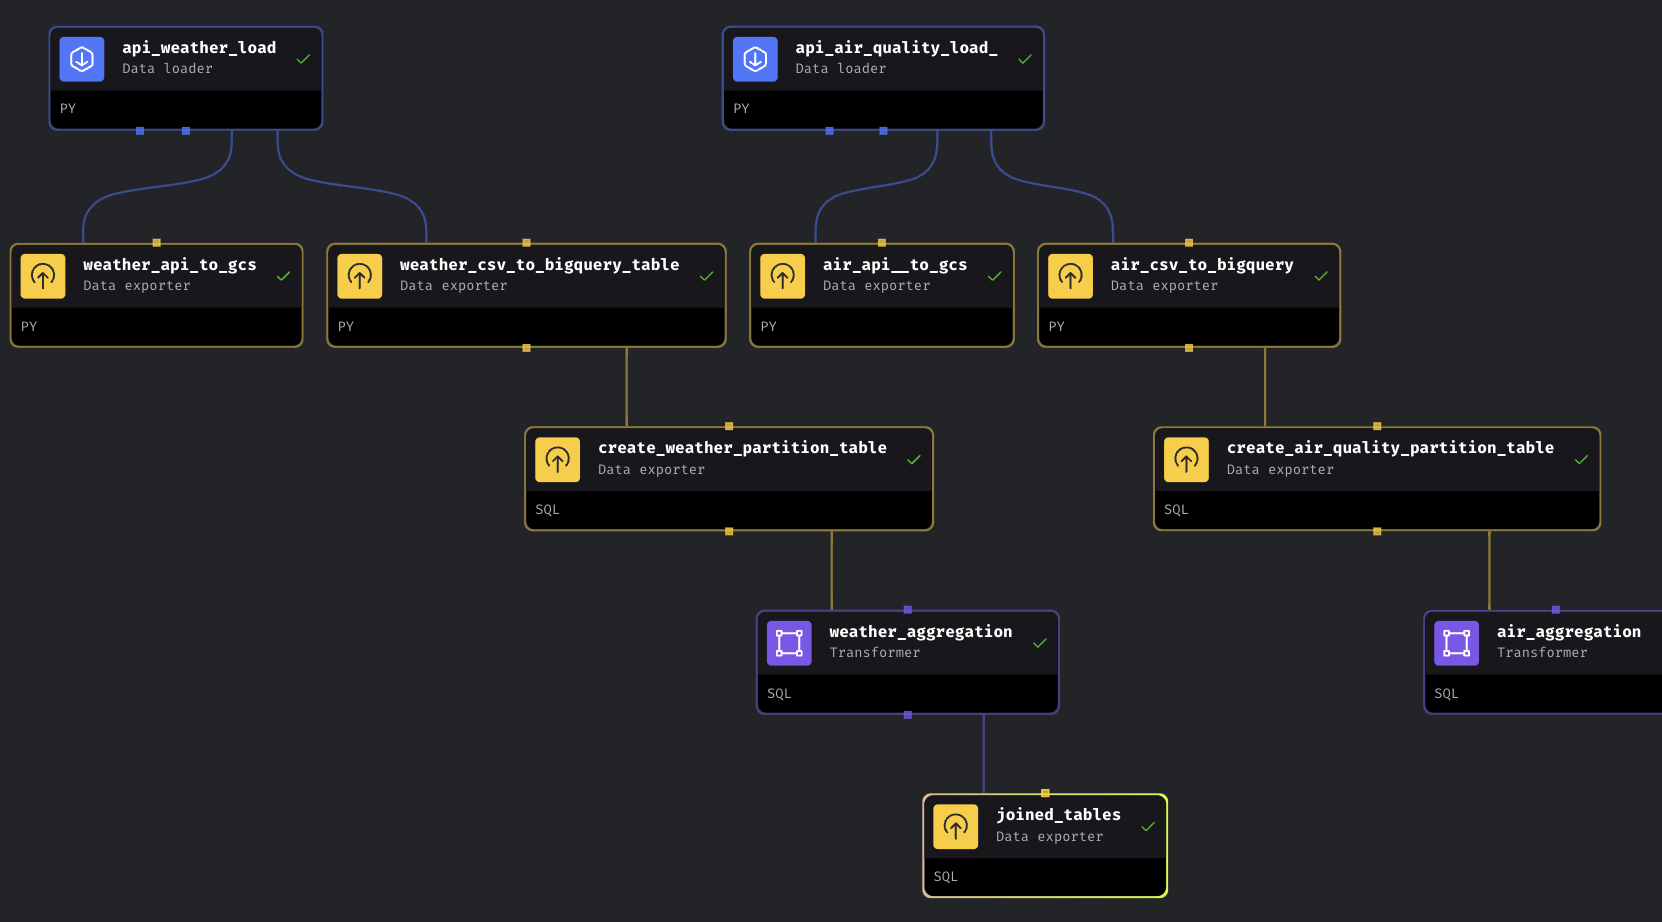 api_weather_load
Data loader
PY
api_air_quality_load_
Data loader
PY
weather_api_to_gcs
Data exporter
PY
weather_csv_to_bigquery_table
Data exporter
PY
air_api__to_gcs
Data exporter
PY
air_csv_to_bigquery
Data exporter
PY
create_weather_partition_table
Data exporter
SQL
create_air_quality_partition_table
Data exporter
SQL
weather_aggregation
Transformer
SQL
air_aggregation
Transformer
SQL
joined_tables
Data exporter
SQL